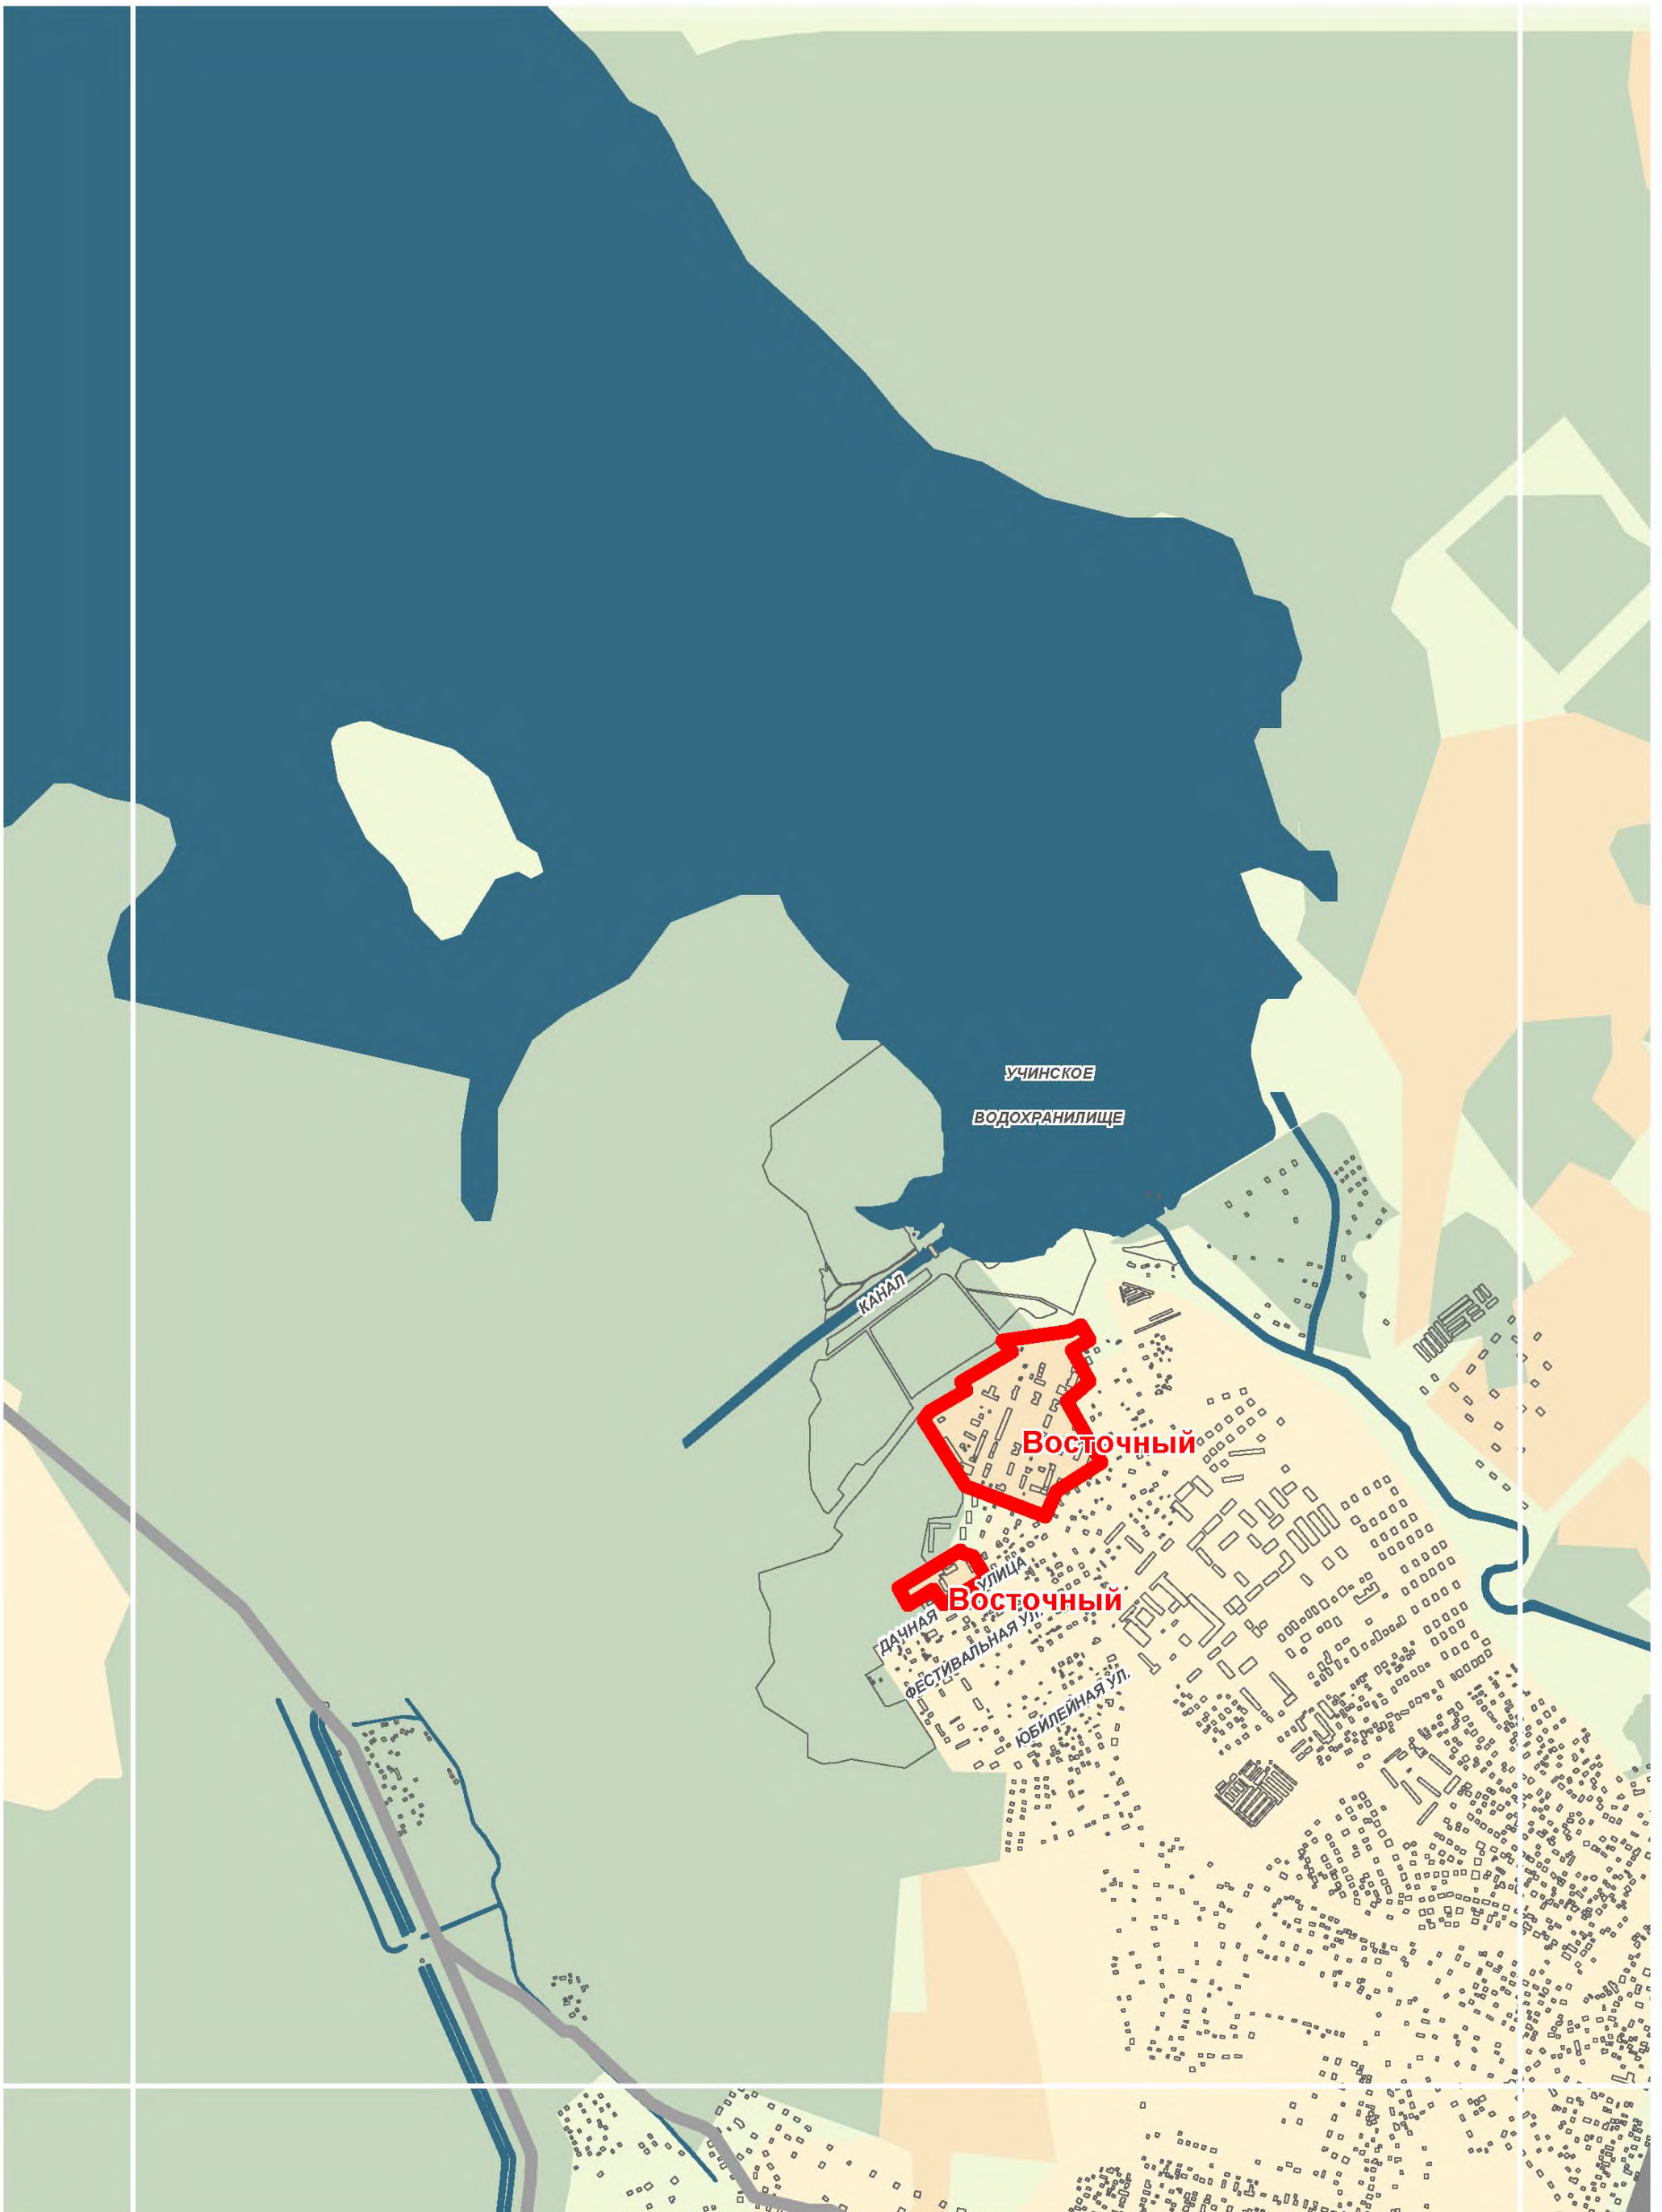 УЧИНСКОЕ
ВОДОХРАНИЛИЩЕ
КАНАЛ
Восточный
УЛИЦА
Восточный
ДАЧНАЯ
ФЕСТИВАЛЬНАЯ УЛ.
ЮБИЛЕЙНАЯ УЛ.